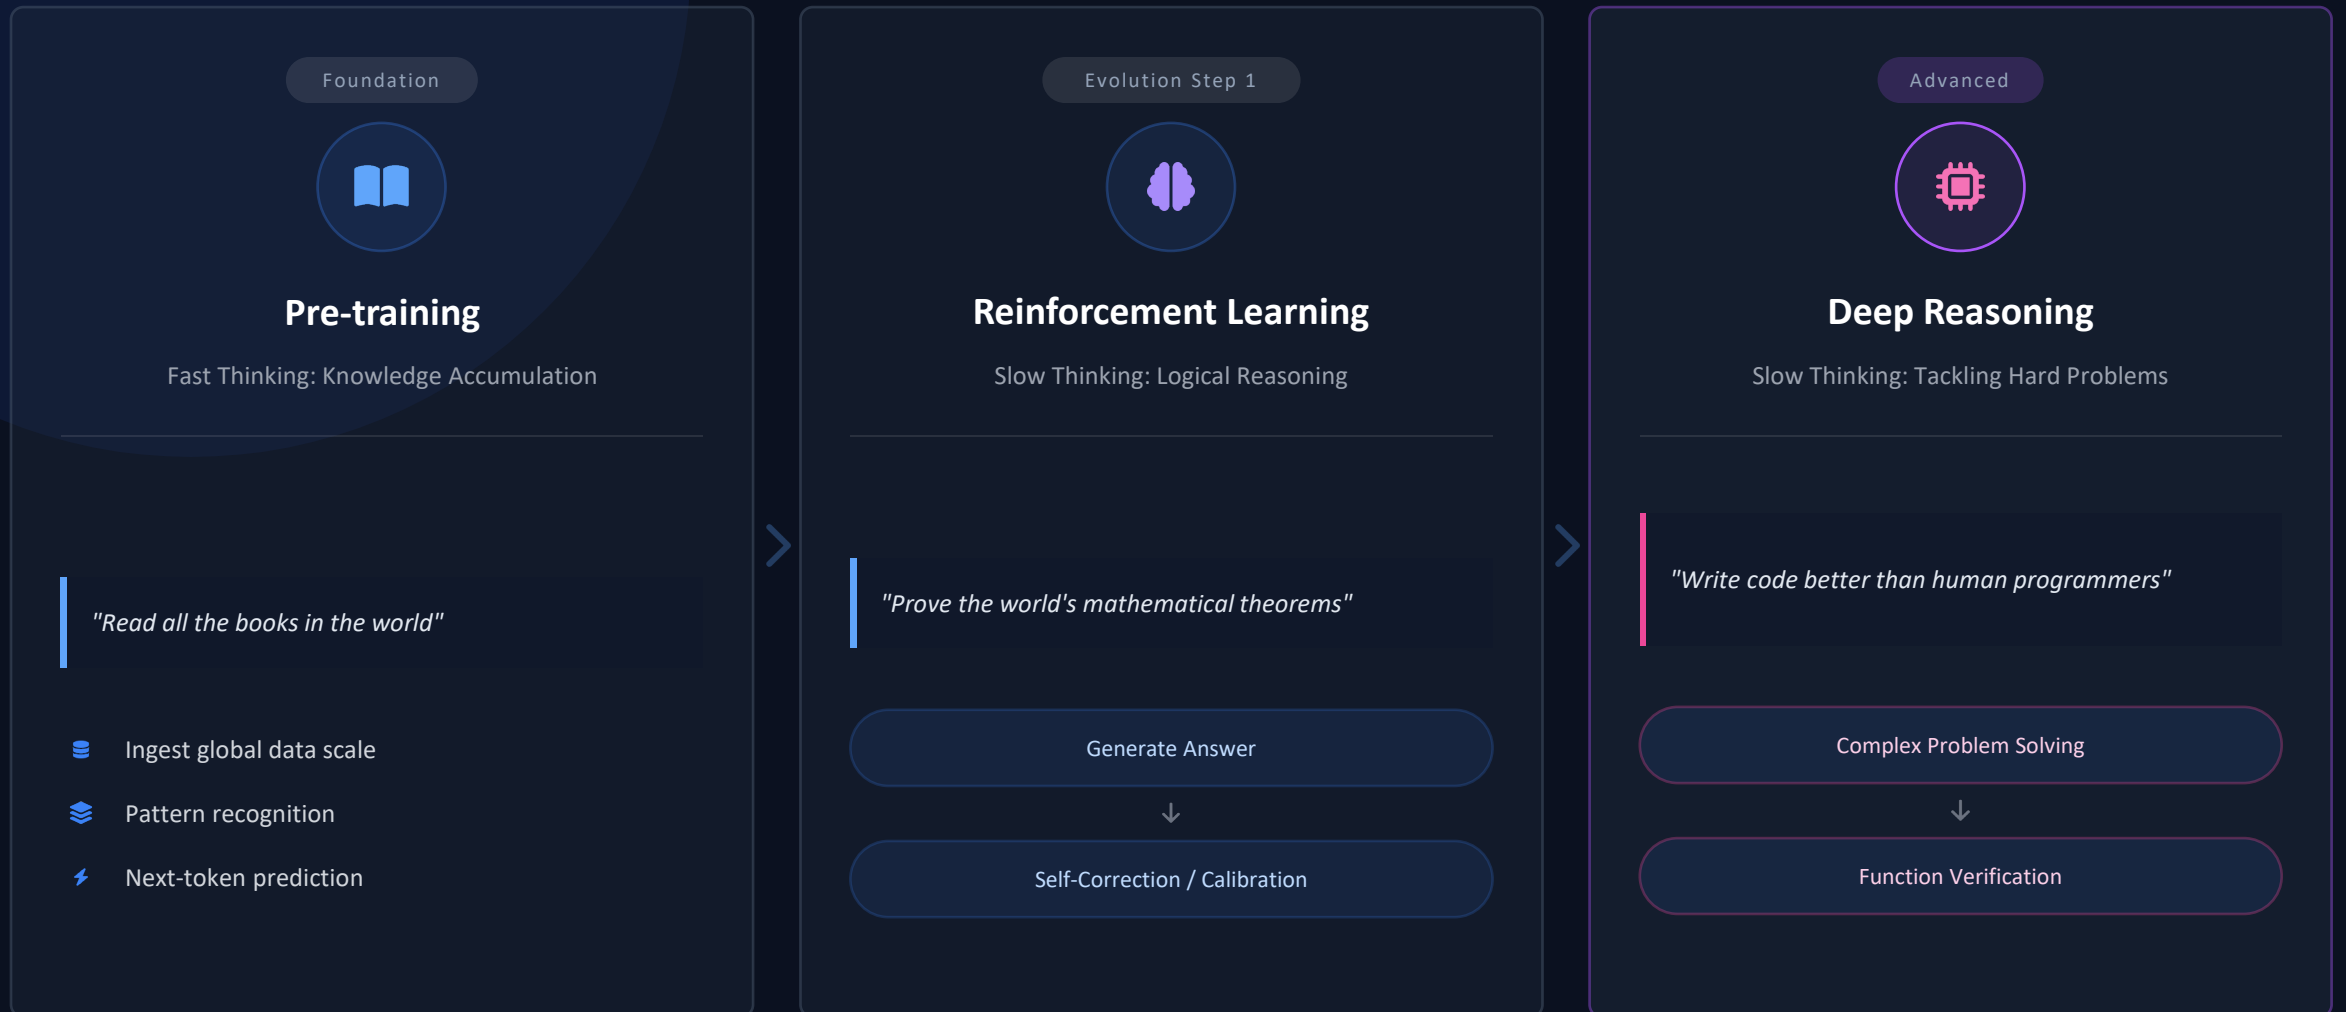 Foundation
Pre-training
Fast Thinking: Knowledge Accumulation
"Read all the books in the world"
Ingest global data scale
Pattern recognition
Next-token prediction
Evolution Step 1
Reinforcement Learning
Slow Thinking: Logical Reasoning
"Prove the world's mathematical theorems"
Generate Answer
Self-Correction / Calibration
Advanced
Deep Reasoning
Slow Thinking: Tackling Hard Problems
"Write code better than human programmers"
Complex Problem Solving
Function Verification